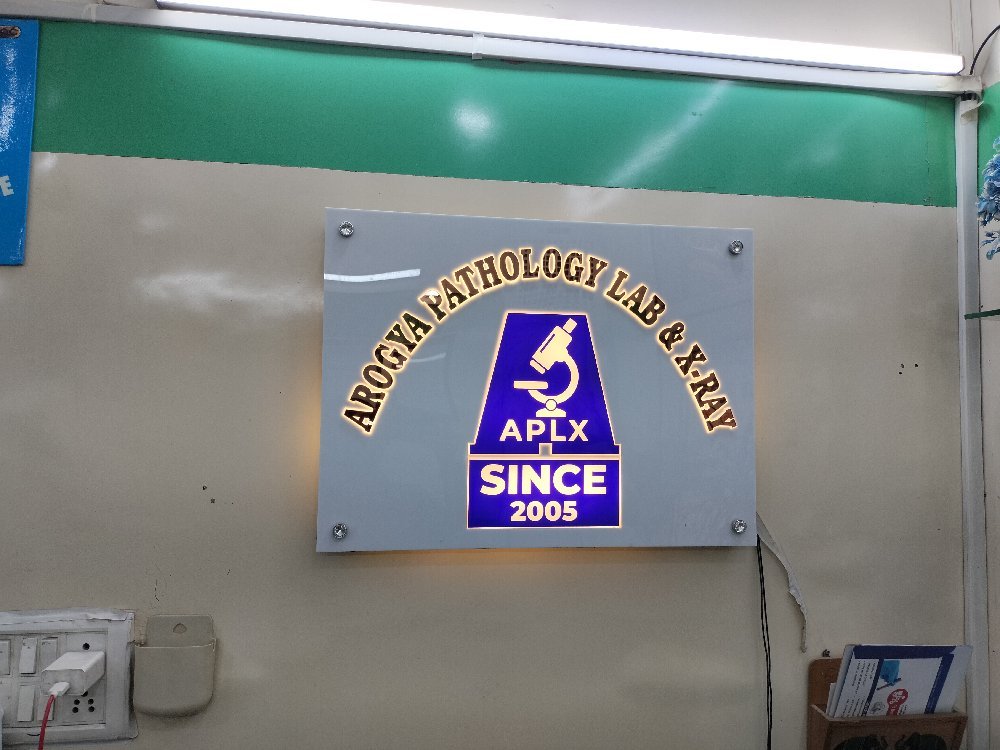 AROGYA PATHOLOGY LAB & X-RAY
APLX
SINCE
2005